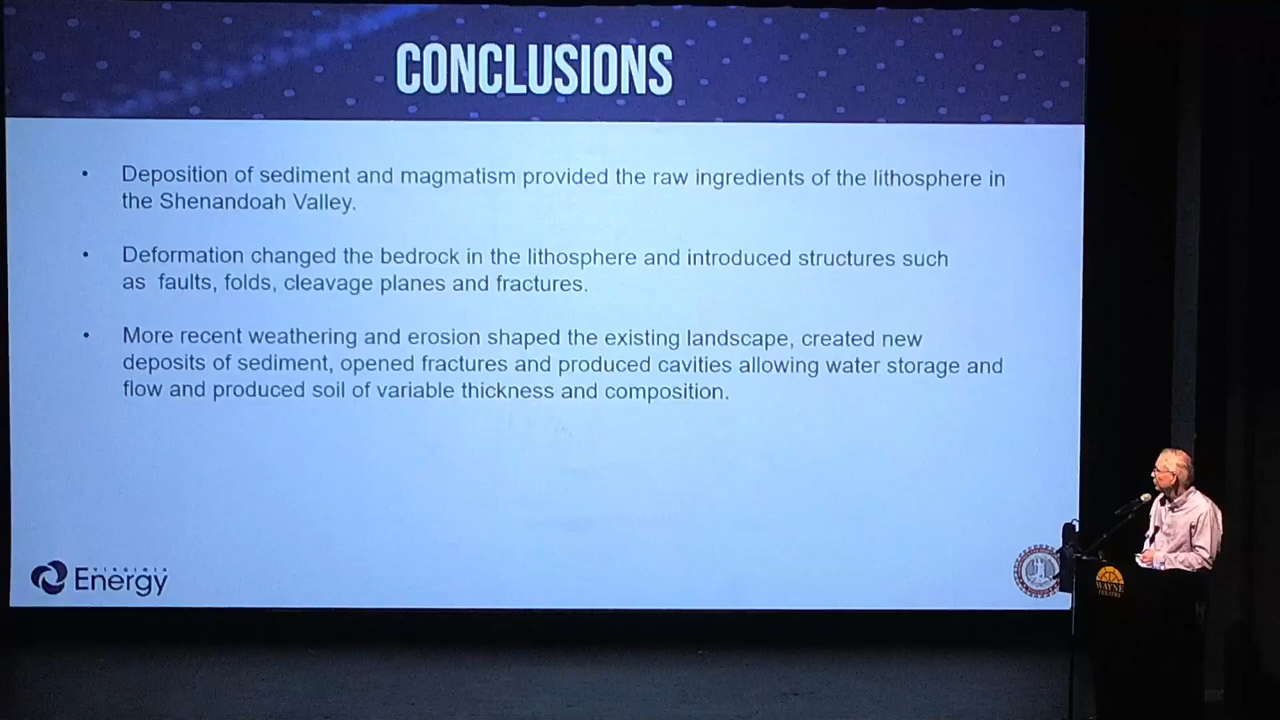 CONCLUSIONS
• Deposition of sediment and magmatism provided the raw ingredients of the lithosphere in
the Shenandoah Valley.
• Deformation changed the bedrock in the lithosphere and introduced structures such
as faults, folds, cleavage planes and fractures.
• More recent weathering and erosion shaped the existing landscape, created new
deposits of sediment, opened fractures and produced cavities allowing water storage and
flow and produced soil of variable thickness and composition.
VIRGINIA
Energy
WAYNE
THEATRE